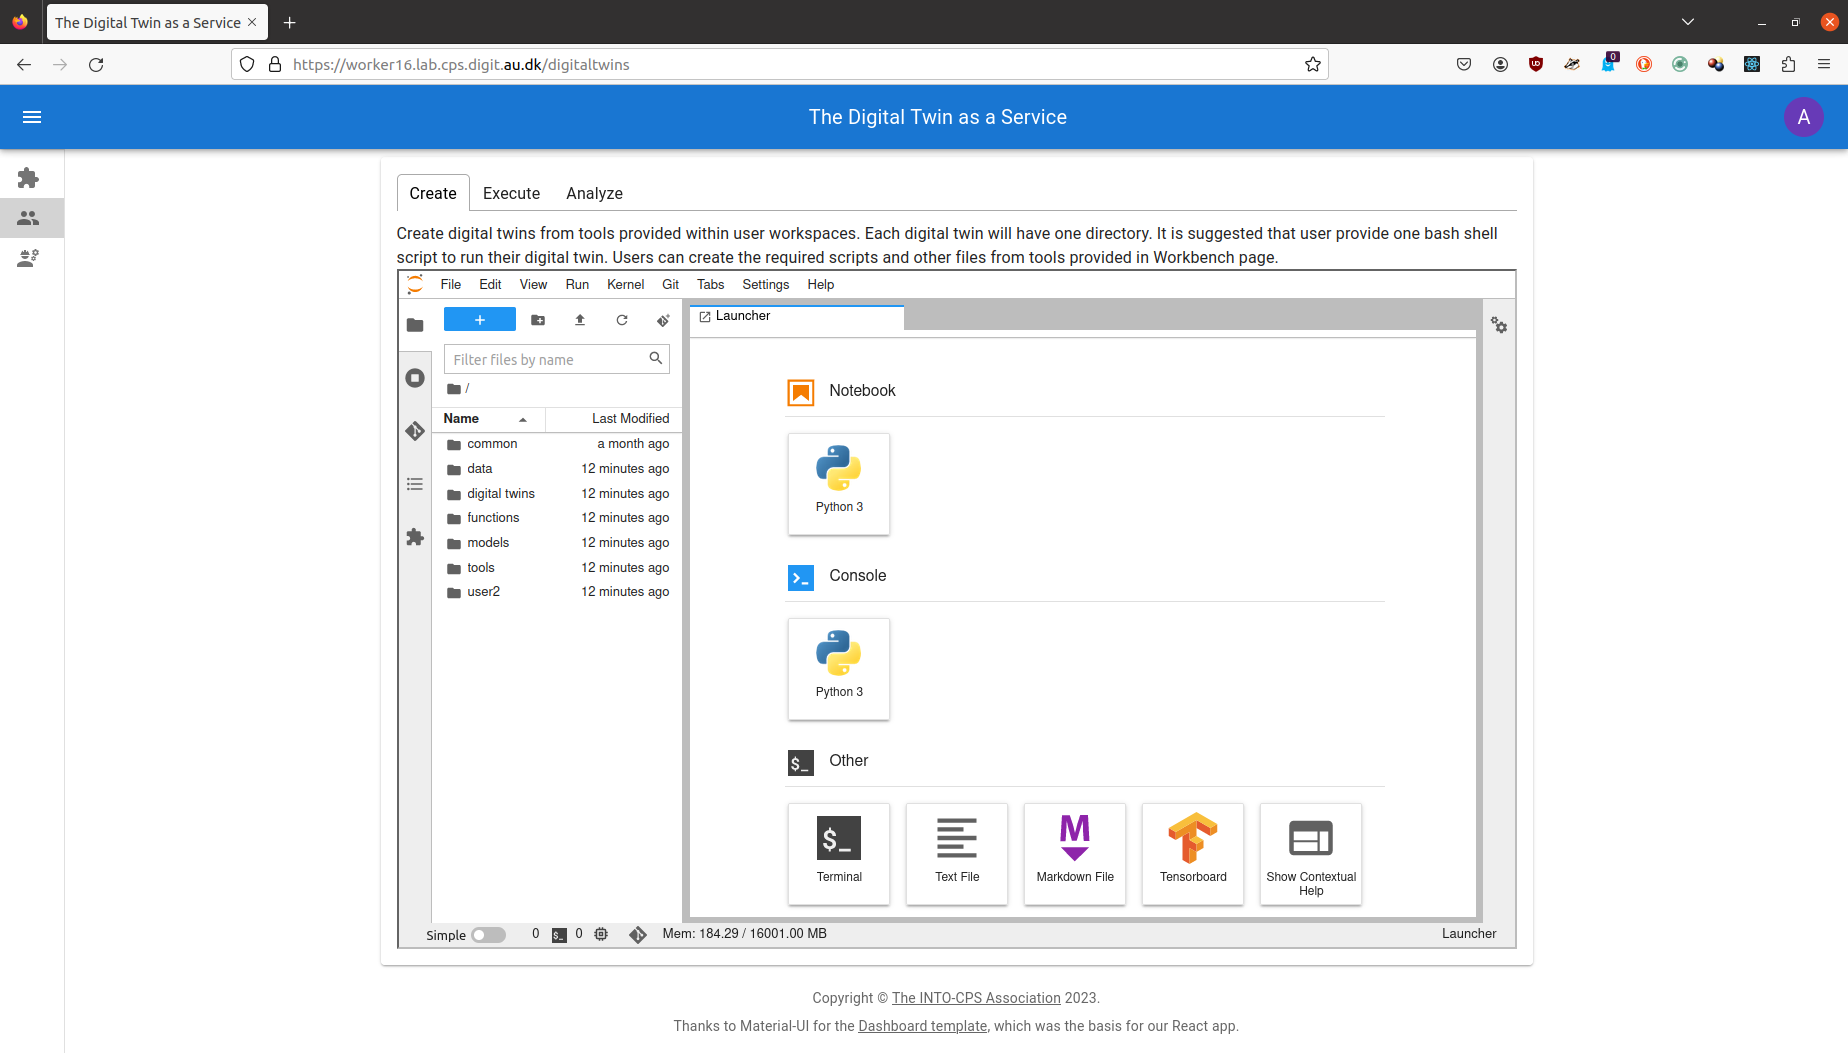 The Digital Twin as a Service
https://worker16.lab.cps.digit.au.dk/digitaltwins
0
The Digital Twin as a Service
A
Create Execute Analyze
Create digital twins from tools provided within user workspaces. Each digital twin will have one directory. It is suggested that user provide one bash shell
script to run their digital twin. Users can create the required scripts and other files from tools provided in Workbench page.
File Edit View Run Kernel Git Tabs Settings Help
Launcher
Filter files by name
/
Name Last Modified
common a month ago
data 12 minutes ago
digital twins 12 minutes ago
functions 12 minutes ago
models 12 minutes ago
tools 12 minutes ago
user2 12 minutes ago
Notebook
Python 3
Console
Python 3
$_ Other
$_
M
Terminal Text File Markdown File Tensorboard Show Contextual
Help
Simple 0 $_ 0 Mem: 184.29 / 16001.00 MB Launcher
Copyright © The INTO-CPS Association 2023.
Thanks to Material-UI for the Dashboard template, which was the basis for our React app.